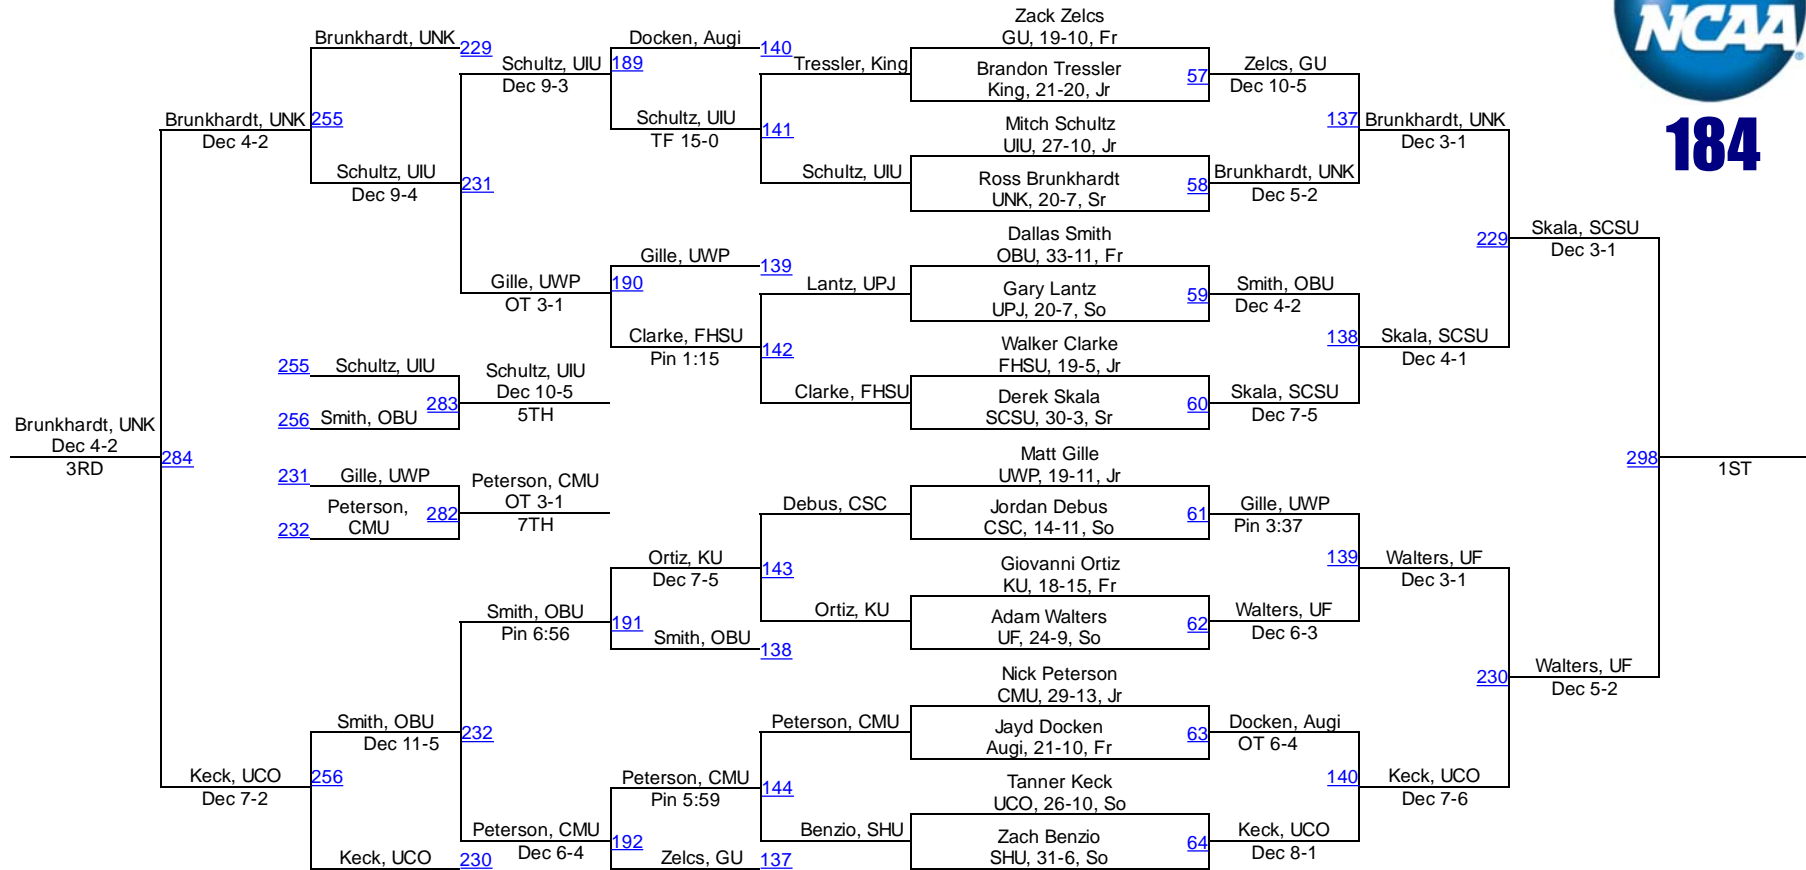 NCAA
184
Brunkhardt, UNK
229
Schultz, UIU
Dec 9-3
Docken, Augi
189
140
Tressler, King
Zack Zelcs
GU, 19-10, Fr
Brandon Tressler
King, 21-20, Jr
57
Zelcs, GU
Dec 10-5
Brunkhardt, UNK
Dec 4-2
255
Schultz, UIU
TF 15-0
141
Mitch Schultz
UIU, 27-10, Jr
137
Brunkhardt, UNK
Dec 3-1
Schultz, UIU
Dec 9-4
231
Schultz, UIU
Ross Brunkhardt
UNK, 20-7, Sr
58
Brunkhardt, UNK
Dec 5-2
Dallas Smith
OBU, 33-11, Fr
229
Skala, SCSU
Dec 3-1
Gille, UWP
OT 3-1
Gille, UWP
190
139
Lantz, UPJ
Gary Lantz
UPJ, 20-7, So
59
Smith, OBU
Dec 4-2
Clarke, FHSU
Pin 1:15
142
Walker Clarke
FHSU, 19-5, Jr
138
Skala, SCSU
Dec 4-1
255
Schultz, UIU
Schultz, UIU
Dec 10-5
5TH
283
256
Smith, OBU
Clarke, FHSU
Derek Skala
SCSU, 30-3, Sr
60
Skala, SCSU
Dec 7-5
Brunkhardt, UNK
Dec 4-2
3RD
284
298
1ST
231
Gille, UWP
Peterson, CMU
OT 3-1
7TH
282
232
Peterson,
CMU
Debus, CSC
Matt Gille
UWP, 19-11, Jr
Jordan Debus
CSC, 14-11, So
61
Gille, UWP
Pin 3:37
Ortiz, KU
Dec 7-5
143
Giovanni Ortiz
KU, 18-15, Fr
139
Walters, UF
Dec 3-1
Smith, OBU
Pin 6:56
191
Smith, OBU
138
Ortiz, KU
Adam Walters
UF, 24-9, So
62
Walters, UF
Dec 6-3
Nick Peterson
CMU, 29-13, Jr
230
Walters, UF
Dec 5-2
Smith, OBU
Dec 11-5
232
Peterson, CMU
Jayd Docken
Augi, 21-10, Fr
63
Docken, Augi
OT 6-4
Keck, UCO
Dec 7-2
256
Peterson, CMU
Pin 5:59
144
Tanner Keck
UCO, 26-10, So
140
Keck, UCO
Dec 7-6
Keck, UCO
230
Peterson, CMU
Dec 6-4
192
Zelcs, GU
137
Benzio, SHU
Zach Benzio
SHU, 31-6, So
64
Keck, UCO
Dec 8-1